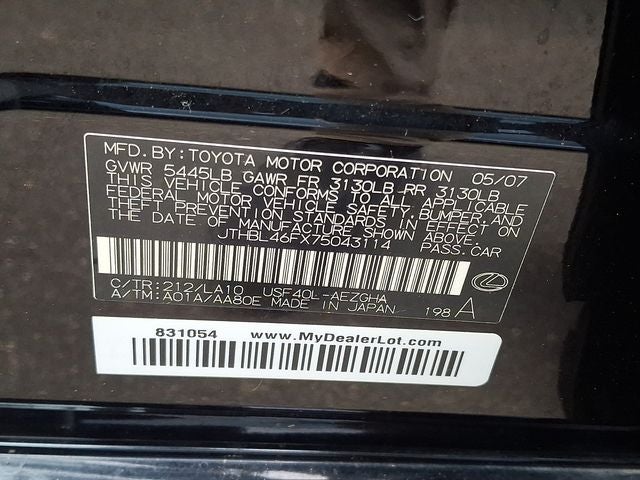 MFD. BY: TOYOTA MOTOR CORPORATION 05/07
GVWR 5445LB GAWR FR 3130LB RR 3130LB
THIS VEHICLE CONFORMS TO ALL APPLICABLE
FEDERAL MOTOR VEHICLE SAFETY, BUMPER, AND
THEFT PREVENTION STANDARDS IN EFFECT ON
THE DATE OF MANUFACTURE SHOWN ABOVE.
JTHBL46FX75043114 PASS. CAR
C/TR: 212/LA10 USF40L-AEZGHA
A/TM: A01A/AA80E MADE IN JAPAN 198 A
831054 www.MyDealerLot.com